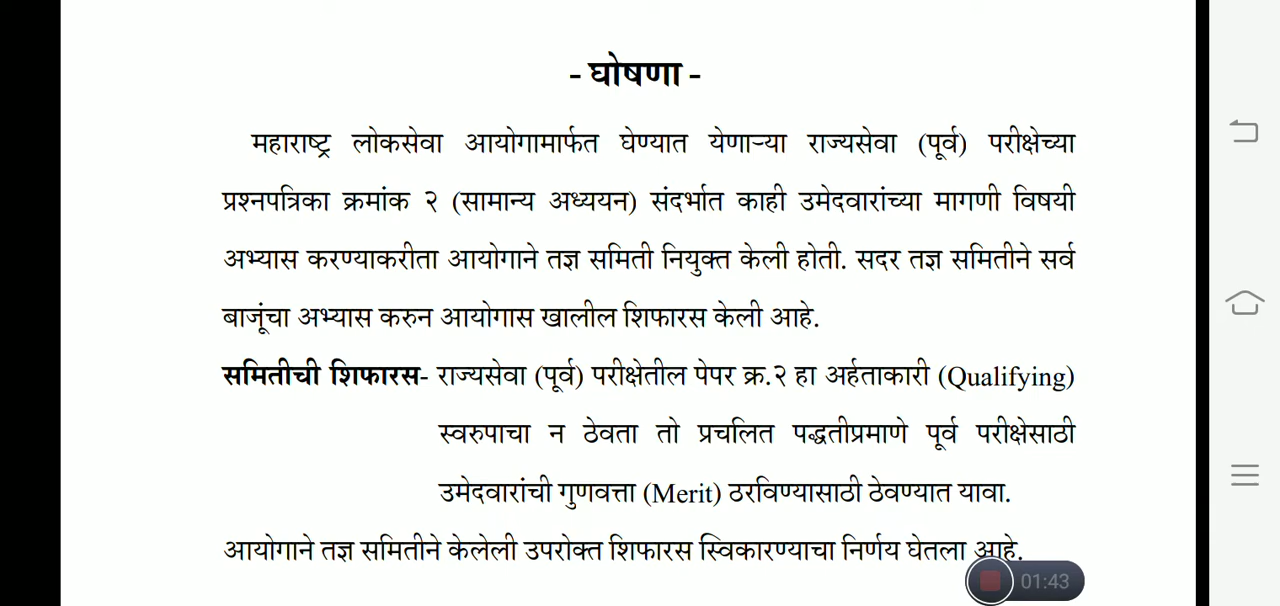 - घोषणा -
महाराष्ट्र लोकसेवा आयोगामार्फत घेण्यात येणाऱ्या राज्यसेवा (पूर्व) परीक्षेच्या
प्रश्नपत्रिका क्रमांक २ (सामान्य अध्ययन) संदर्भात काही उमेदवारांच्या मागणी विषयी
अभ्यास करण्याकरीता आयोगाने तज्ञ समिती नियुक्त केली होती. सदर तज्ञ समितीने सर्व
बाजूंचा अभ्यास करुन आयोगास खालील शिफारस केली आहे.
समितीची शिफारस- राज्यसेवा (पूर्व) परीक्षेतील पेपर क्र.२ हा अर्हताकारी (Qualifying)
स्वरुपाचा न ठेवता तो प्रचलित पद्धतीप्रमाणे पूर्व परीक्षेसाठी
उमेदवारांची गुणवत्ता (Merit) ठरविण्यासाठी ठेवण्यात यावा.
आयोगाने तज्ञ समितीने केलेली उपरोक्त शिफारस स्विकारण्याचा निर्णय घेतला आहे.
01:43